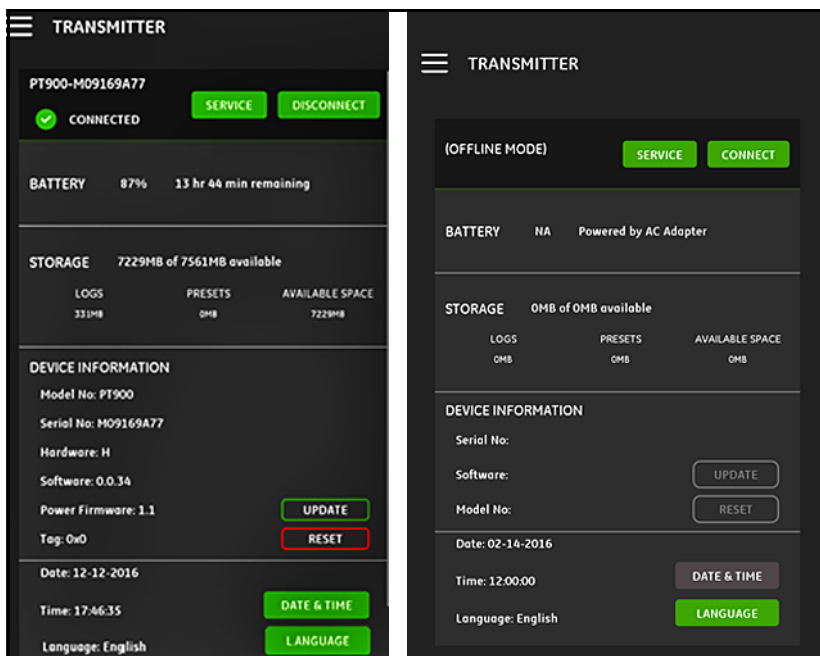 TRANSMITTER
PT900-M09169A77
SERVICE
DISCONNECT
CONNECTED
BATTERY 87% 13 hr 44 min remaining
STORAGE 7229MB of 7561MB available
LOGS PRESETS AVAILABLE SPACE
331MB 0MB 7229MB
DEVICE INFORMATION
Model No: PT900
Serial No: M09169A77
Hardware: H
Software: 0.0.34
Power Firmware: 1.1 UPDATE
Tag: 0x0 RESET
Date: 12-12-2016
Time: 17:46:35 DATE & TIME
Language: English LANGUAGE
TRANSMITTER
(OFFLINE MODE) SERVICE CONNECT
BATTERY NA Powered by AC Adapter
STORAGE 0MB of 0MB available
LOGS PRESETS AVAILABLE SPACE
0MB 0MB 0MB
DEVICE INFORMATION
Serial No:
Software: UPDATE
Model No: RESET
Date: 02-14-2016
Time: 12:00:00 DATE & TIME
Language: English LANGUAGE